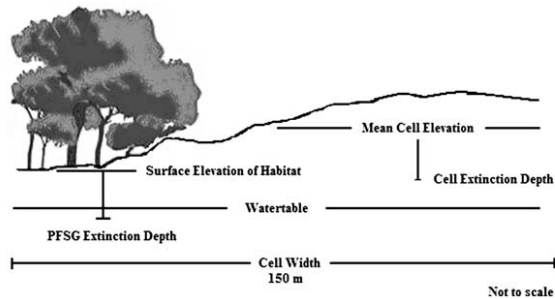 Mean Cell Elevation
Surface Elevation of Habitat
Cell Extinction Depth
Watertable
PFSG Extinction Depth
Cell Width
150 m
Not to scale